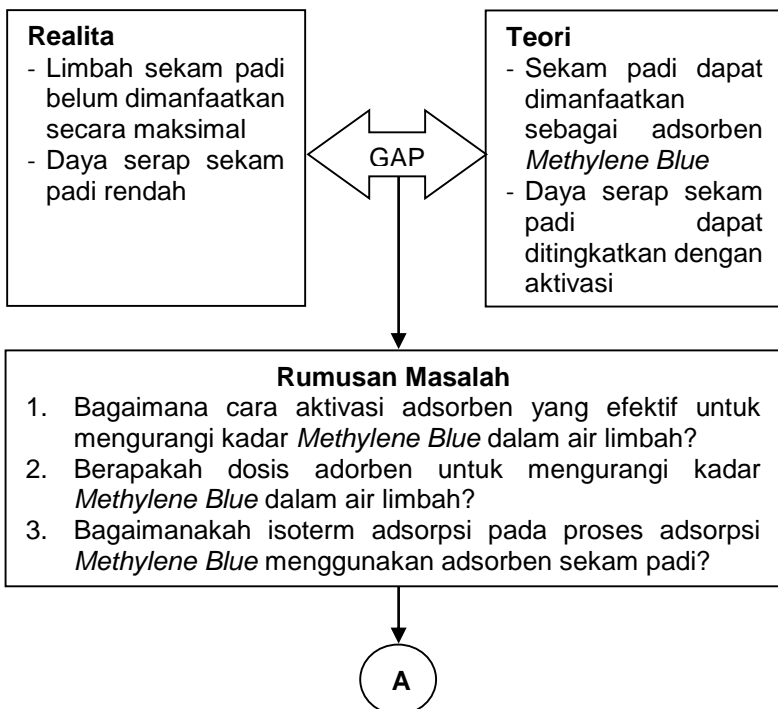 Realita
- Limbah sekam padi
belum dimanfaatkan
secara maksimal
- Daya serap sekam
padi rendah
GAP
Teori
- Sekam padi dapat
dimanfaatkan
sebagai adsorben
Methylene Blue
- Daya serap sekam
padi dapat
ditingkatkan dengan
aktivasi
Rumusan Masalah
1. Bagaimana cara aktivasi adsorben yang efektif untuk
mengurangi kadar Methylene Blue dalam air limbah?
2. Berapakah dosis adorben untuk mengurangi kadar
Methylene Blue dalam air limbah?
3. Bagaimanakah isoterm adsorpsi pada proses adsorpsi
Methylene Blue menggunakan adsorben sekam padi?
A